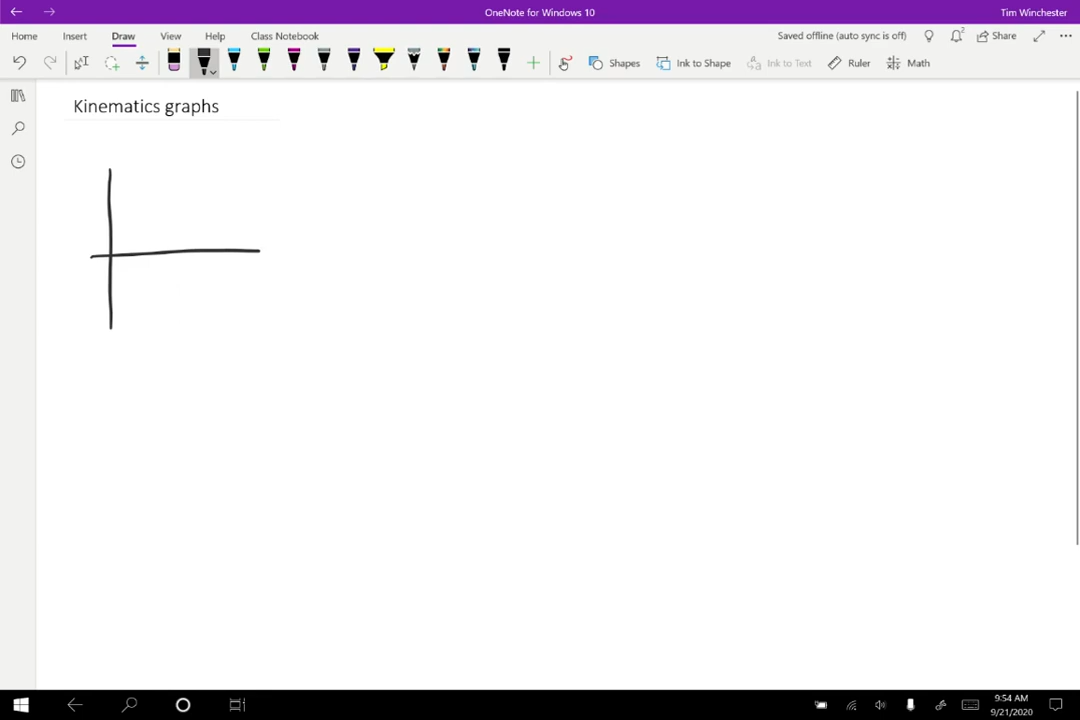 OneNote for Windows 10
Tim Winchester
Home Insert Draw View Help Class Notebook
Saved offline (auto sync is off)
Share
Shapes
Ink to Shape
Ink to Text
Ruler
Math
Kinematics graphs
9:54 AM
9/21/2020